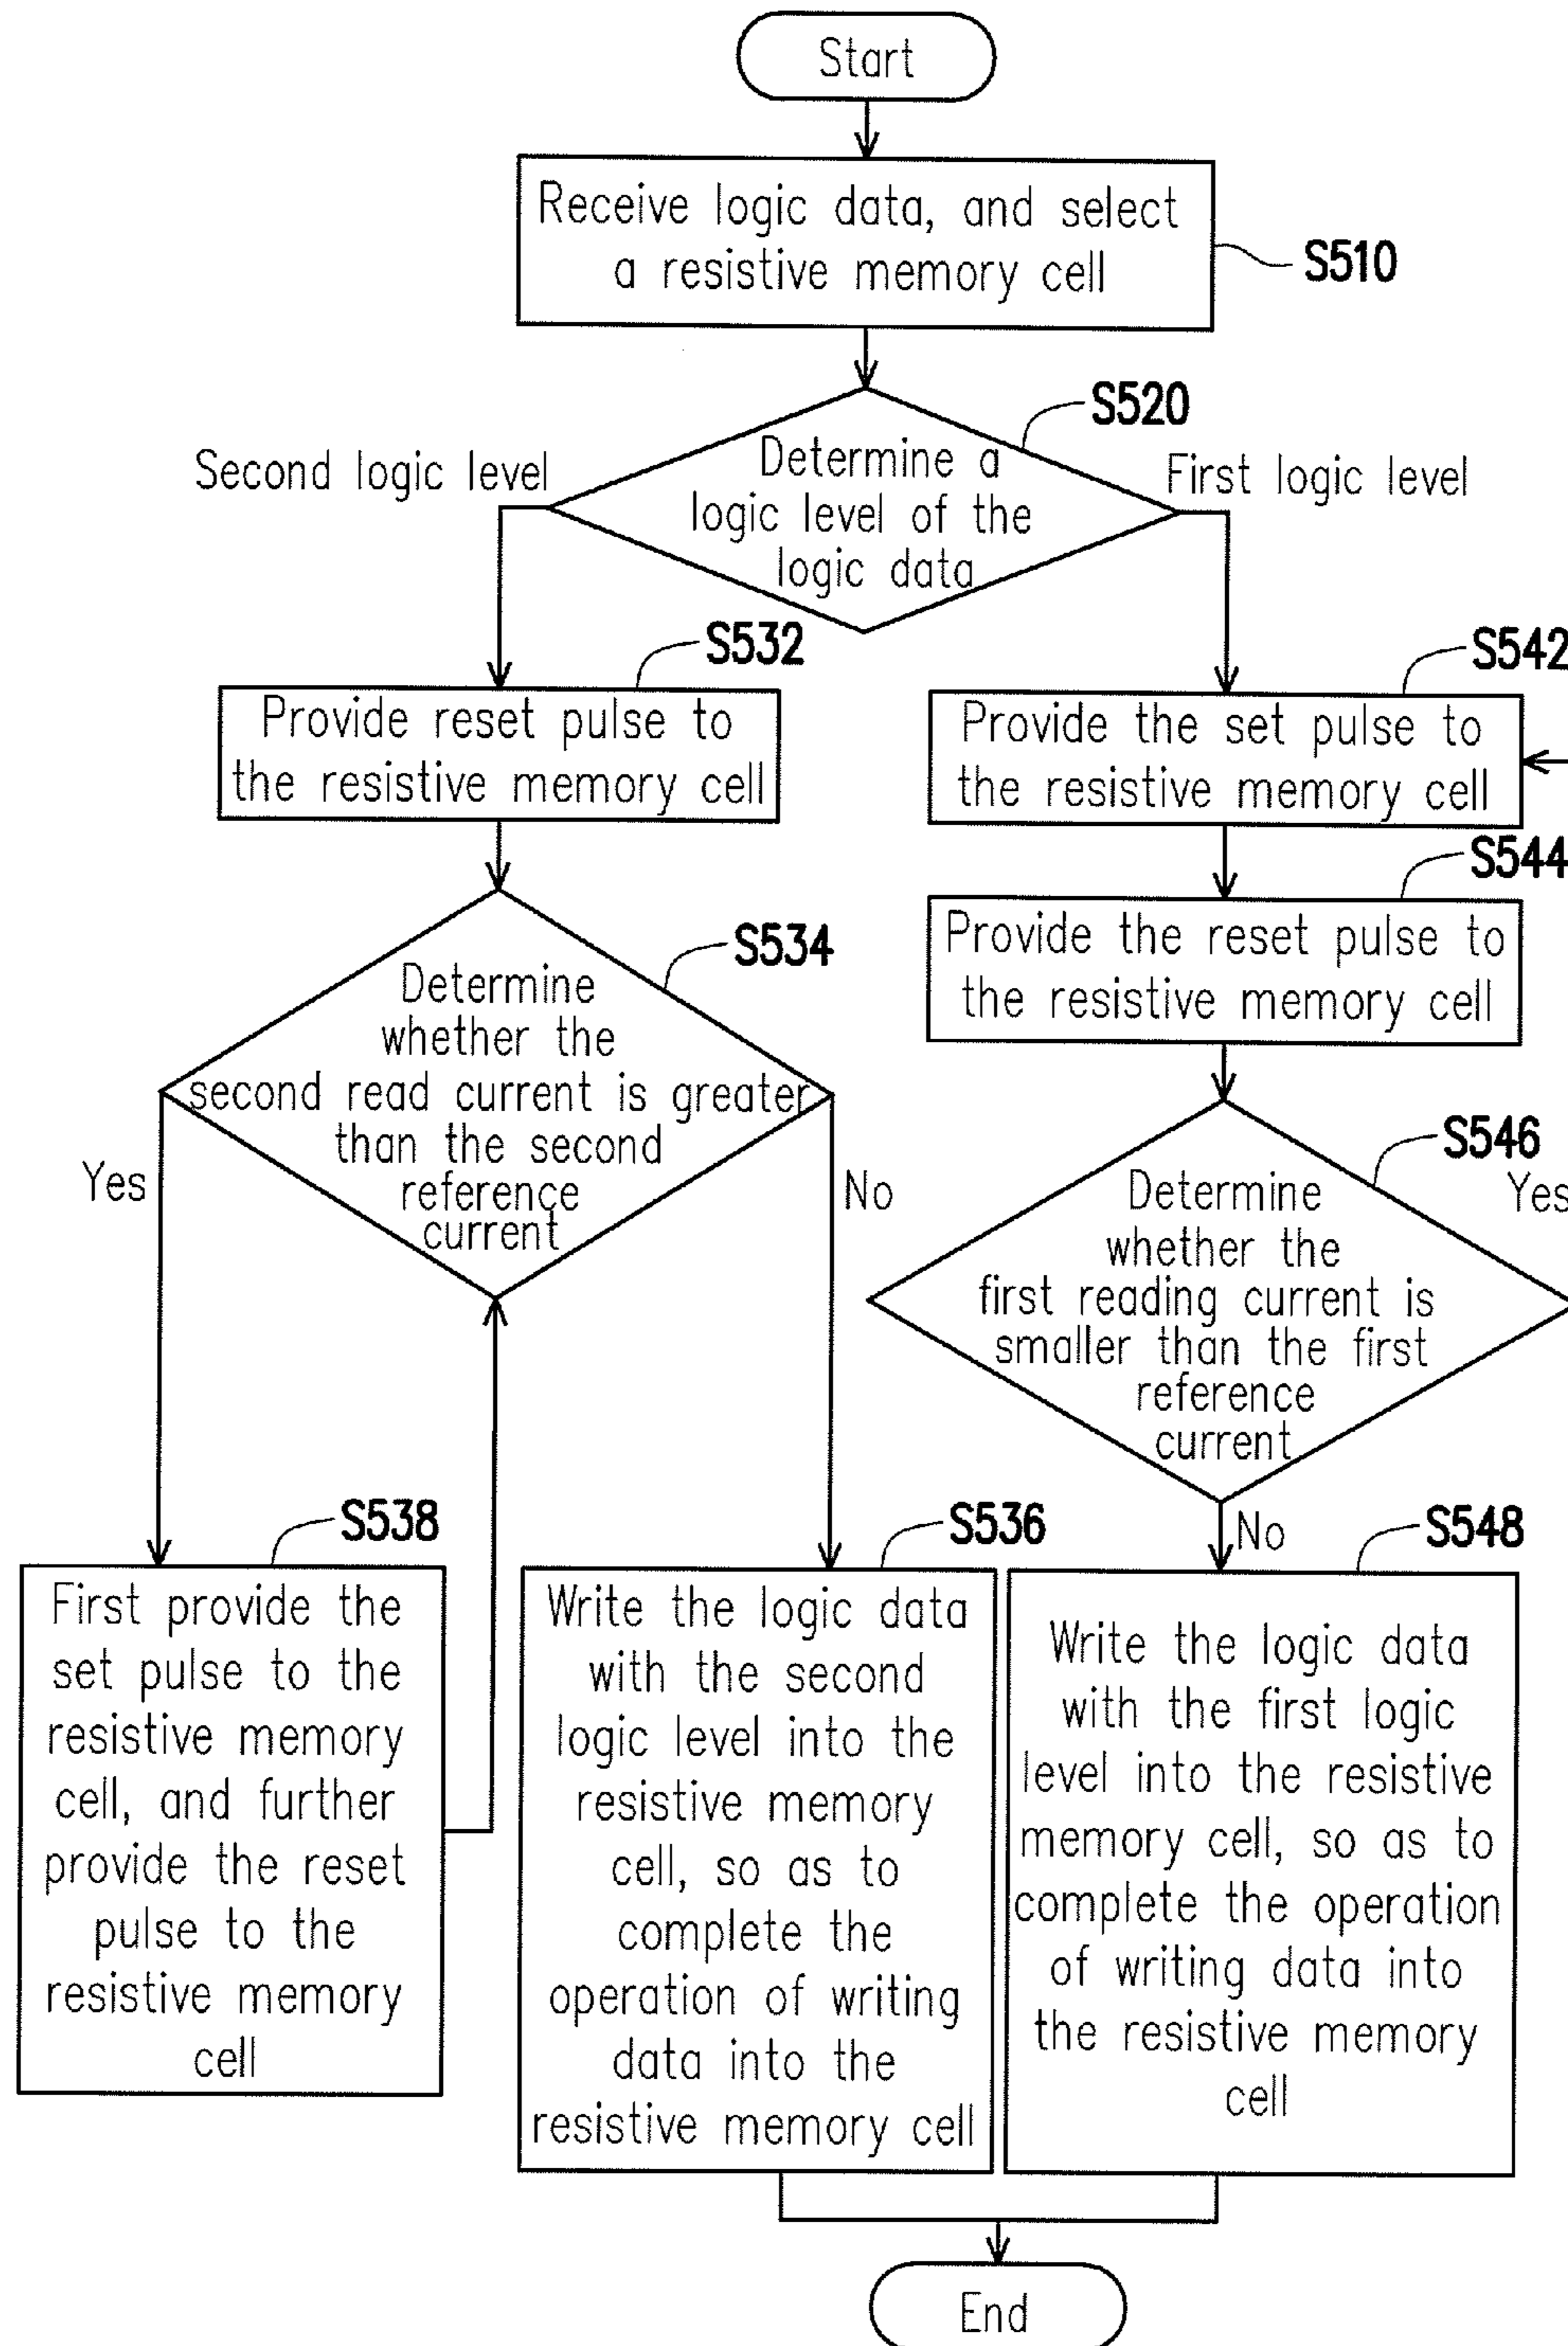 Start
Receive logic data, and select
a resistive memory cell
S510
S520
Determine a
logic level of the
logic data
Second logic level
First logic level
S532
Provide reset pulse to
the resistive memory cell
S542
Provide the set pulse to
the resistive memory cell
S544
Provide the reset pulse to
the resistive memory cell
S534
Determine
whether the
second read current is greater
than the second
reference
current
Yes
No
S546
Determine
whether the
first reading current is
smaller than the first
reference
current
Yes
No
S538
First provide the
set pulse to the
resistive memory
cell, and further
provide the reset
pulse to the
resistive memory
cell
S536
Write the logic data
with the second
logic level into the
resistive memory
cell, so as to
complete the
operation of writing
data into the
resistive memory cell
S548
Write the logic data
with the first logic
level into the resistive
memory cell, so as to
complete the operation
of writing data into
the resistive memory
cell
End